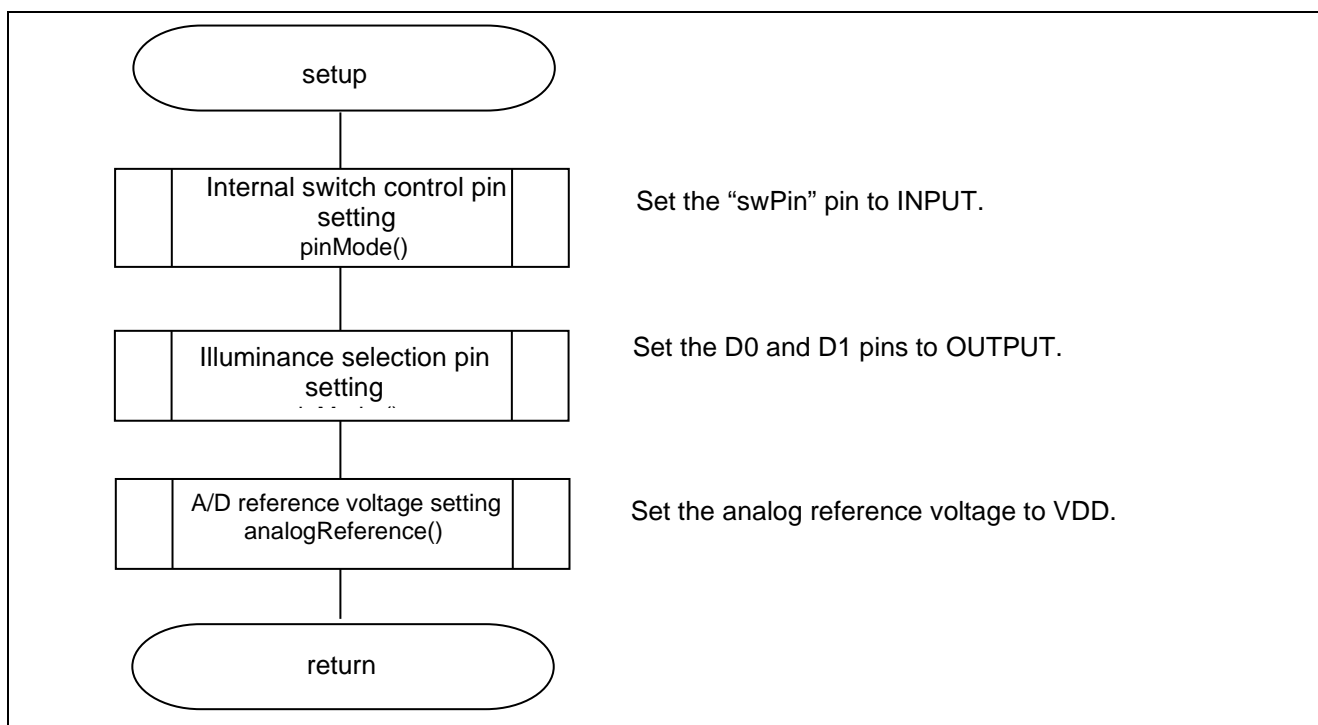 setup
Internal switch control pin
setting
pinMode()
Set the “swPin” pin to INPUT.
Illuminance selection pin
setting
Set the D0 and D1 pins to OUTPUT.
A/D reference voltage setting
analogReference()
Set the analog reference voltage to VDD.
return